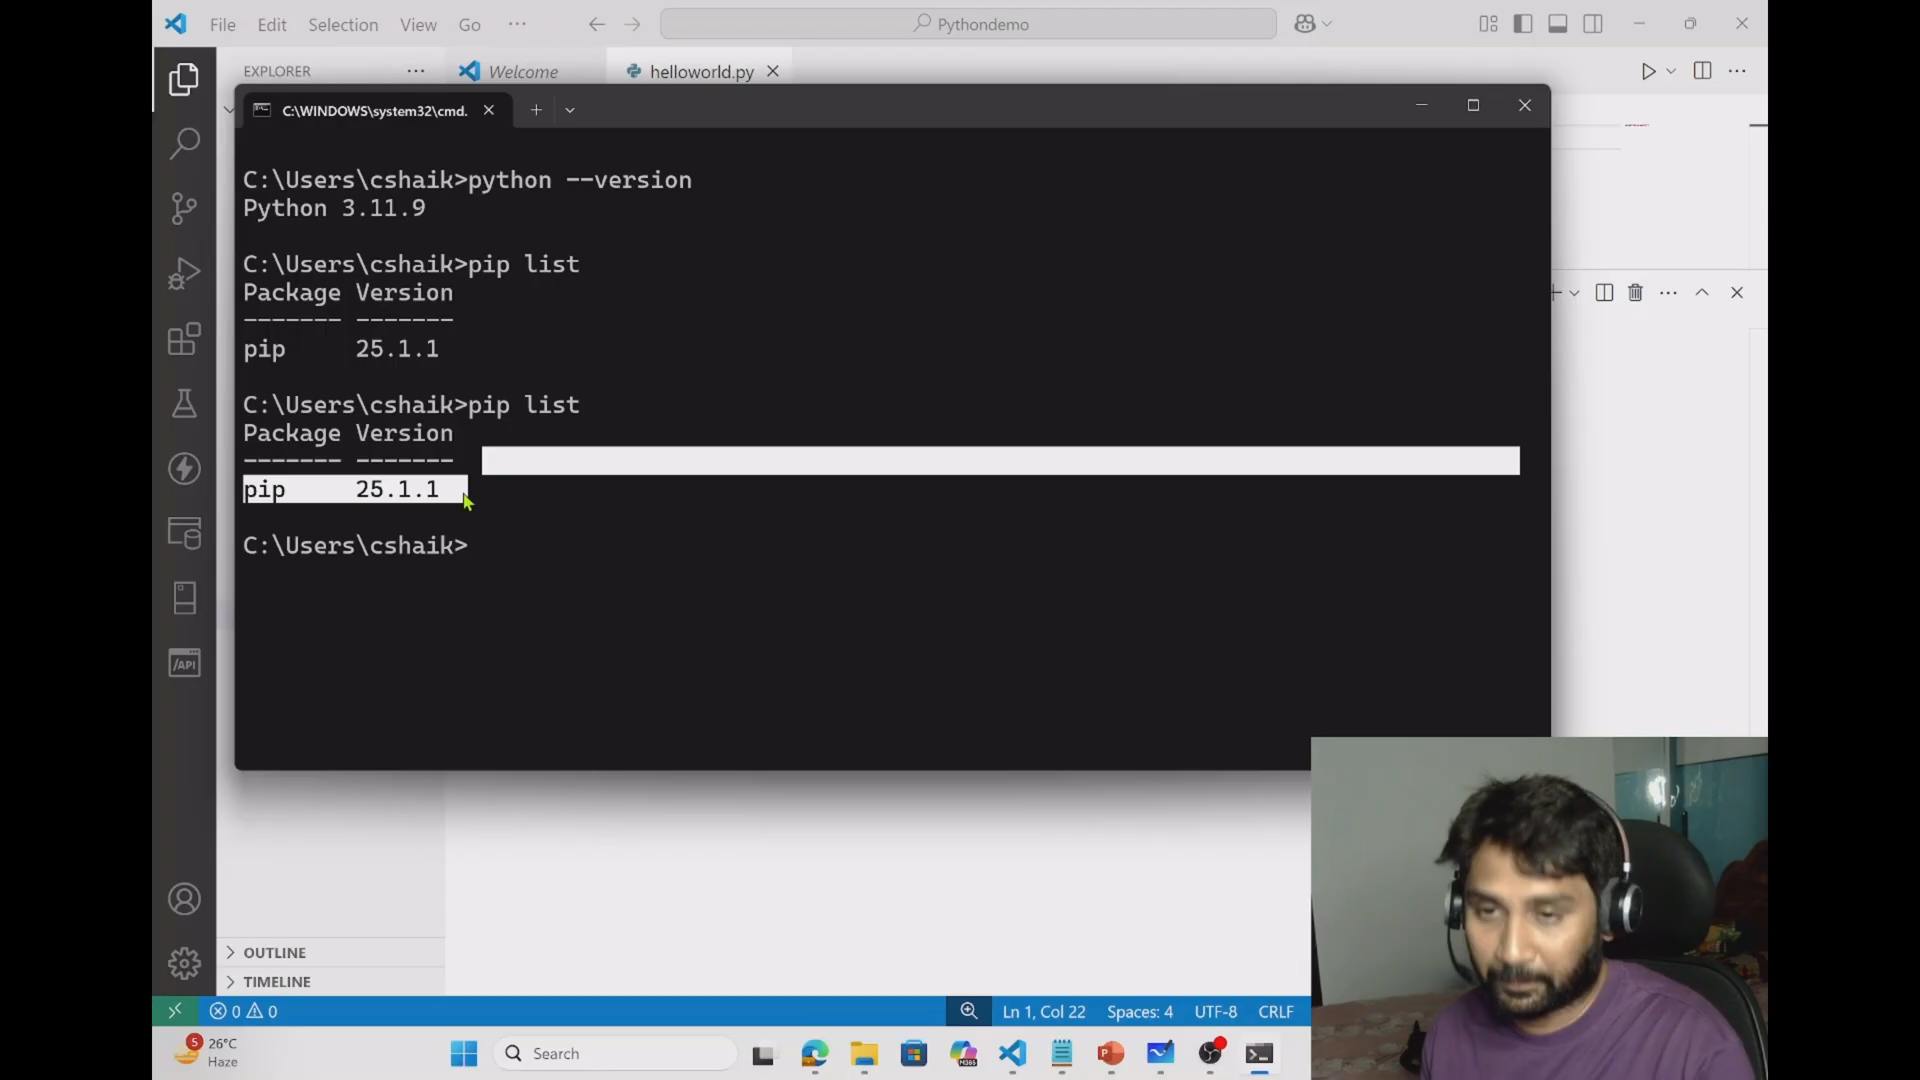 File Edit Selection View Go ···
Pythondemo
EXPLORER ···
Welcome
helloworld.py
C:\WINDOWS\system32\cmd.
C:\Users\cshaik>python --version
Python 3.11.9
C:\Users\cshaik>pip list
Package Version
------- -------
pip 25.1.1
C:\Users\cshaik>pip list
Package Version
------- -------
pip 25.1.1
C:\Users\cshaik>
/API
OUTLINE
TIMELINE
0 0
Ln 1, Col 22 Spaces: 4 UTF-8 CRLF
5
26°C
Haze
Search
M365